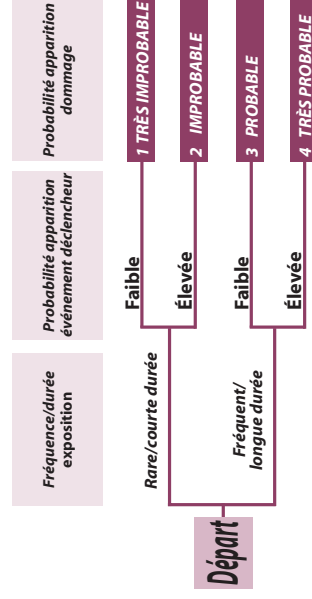 Fréquence/durée
exposition
Probabilité apparition
événement déclencheur
Probabilité apparition
dommage
Départ
Rare/courte durée
Faible
1 TRÈS IMPROBABLE
Élevée
2 IMPROBABLE
Fréquent/
longue durée
Faible
3 PROBABLE
Élevée
4 TRÈS PROBABLE